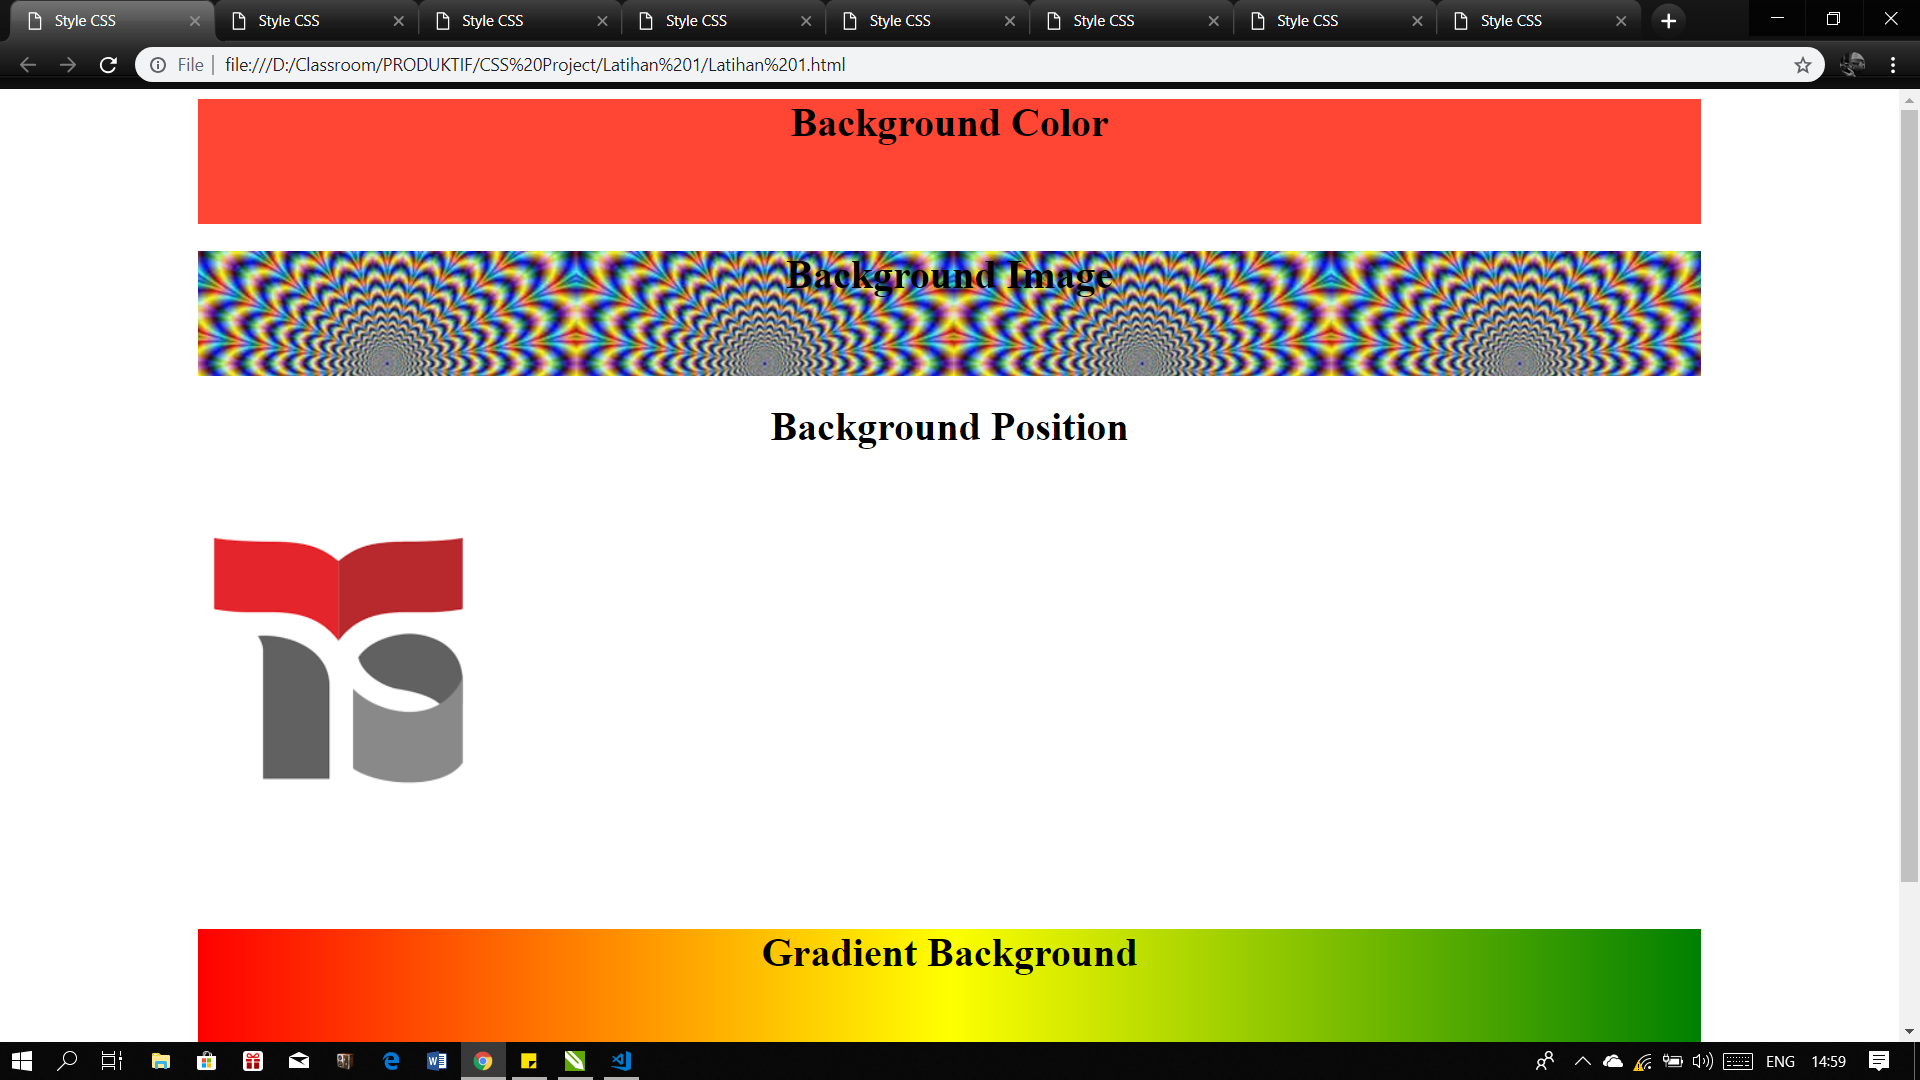 Style CSS
Style CSS
Style CSS
Style CSS
Style CSS
Style CSS
Style CSS
Style CSS
File
file:///D:/Classroom/PRODUKTIF/CSS%20Project/Latihan%201/Latihan%201.html
Background Color
Background Image
Background Position
Gradient Background
ENG
14:59